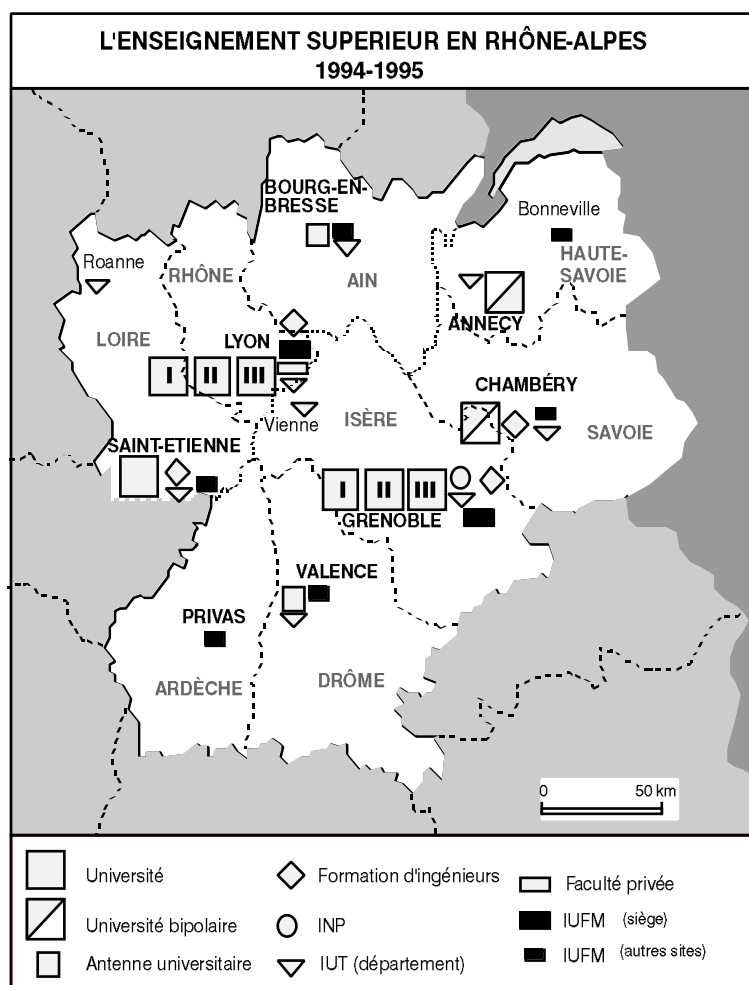 L'ENSEIGNEMENT SUPERIEUR EN RHÔNE-ALPES
1994-1995
BOURG-EN-
BRESSE
Bonneville
Roanne
RHÔNE
AIN
HAUTE-
SAVOIE
ANNECY
LOIRE
LYON
I II III
CHAMBÉRY
Vienne
ISÈRE
SAVOIE
SAINT-ETIENNE
I II III
GRENOBLE
VALENCE
PRIVAS
ARDÈCHE
DRÔME
0 50 km
Université
Formation d'ingénieurs
Faculté privée
Université bipolaire
INP
IUFM (siège)
Antenne universitaire
IUT (département)
IUFM (autres sites)